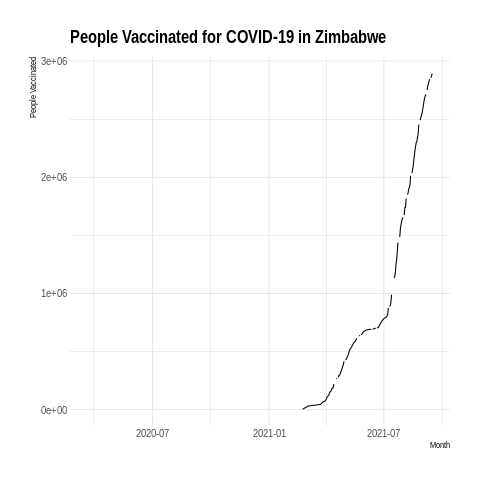 People Vaccinated for COVID-19 in Zimbabwe
People Vaccinated
3e+06
2e+06
1e+06
0e+00
2020-07
2021-01
2021-07
Month